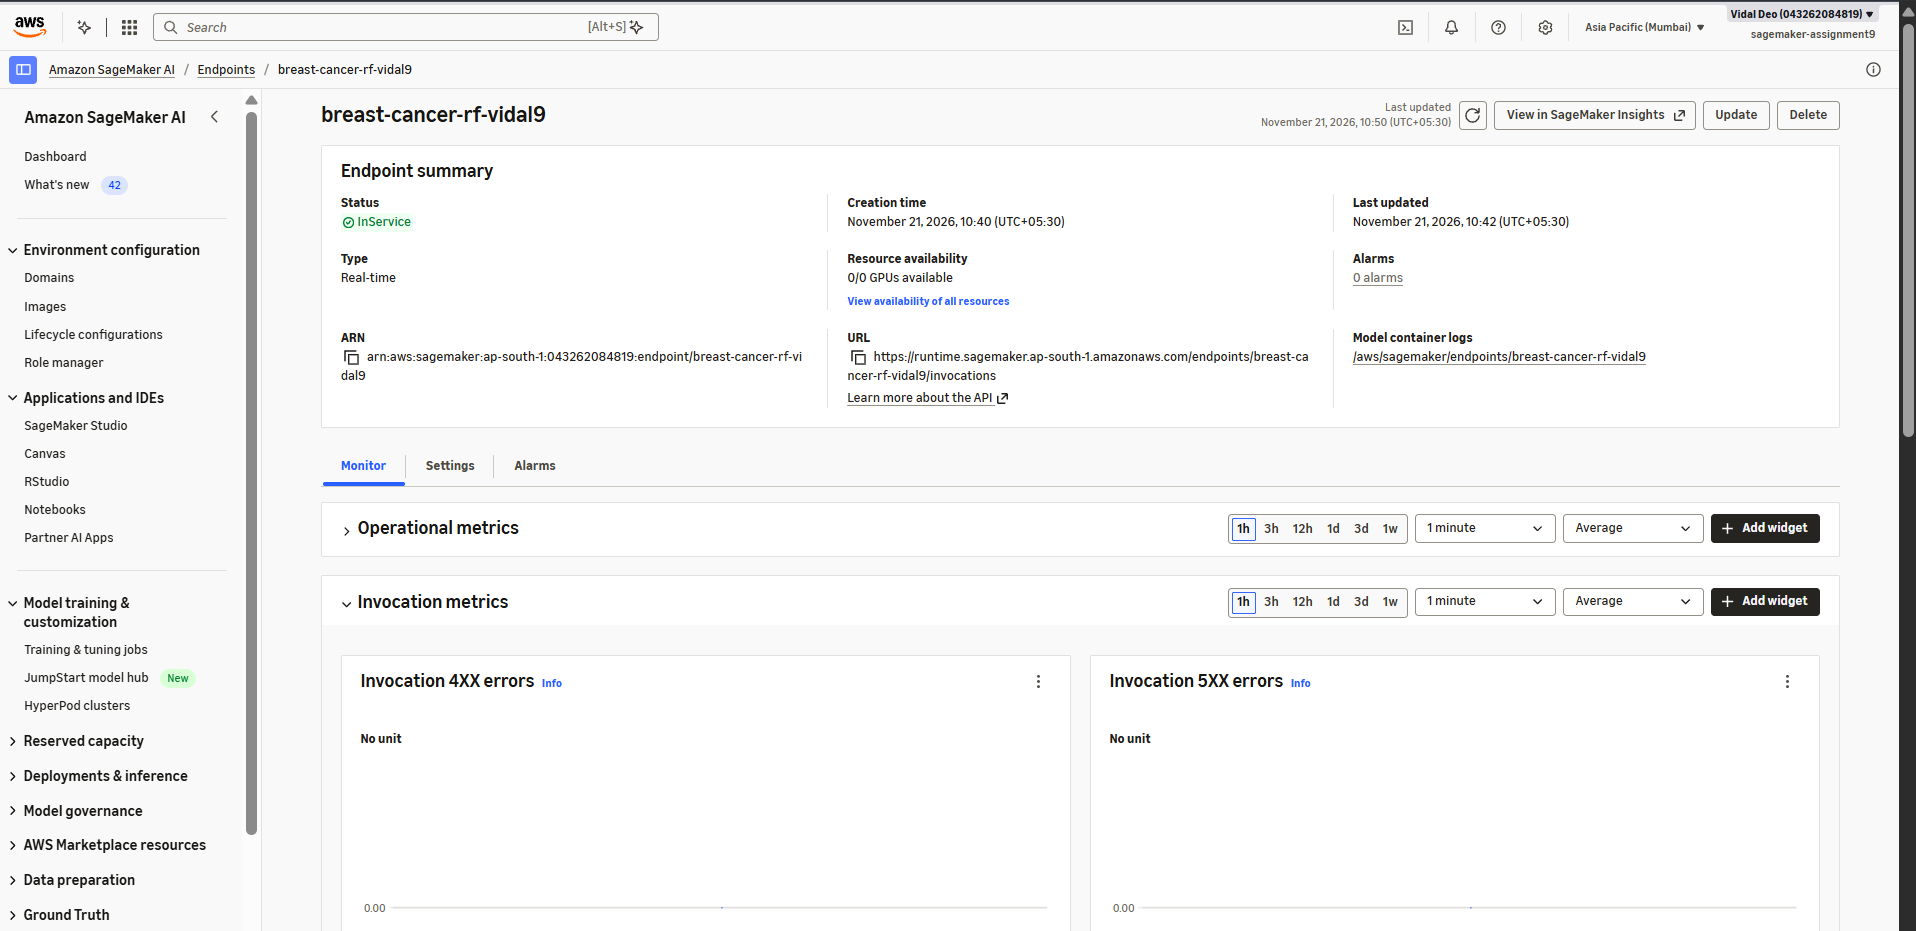 aws
Search [Alt+S]
Asia Pacific (Mumbai)
Vidal Deo (043262084819)
sagemaker-assignment9
Amazon SageMaker AI / Endpoints / breast-cancer-rf-vidal9
Amazon SageMaker AI
Dashboard
What's new 42
Environment configuration
Domains
Images
Lifecycle configurations
Role manager
Applications and IDEs
SageMaker Studio
Canvas
RStudio
Notebooks
Partner AI Apps
Model training &
customization
Training & tuning jobs
JumpStart model hub New
HyperPod clusters
Reserved capacity
Deployments & inference
Model governance
AWS Marketplace resources
Data preparation
Ground Truth
breast-cancer-rf-vidal9
Last updated
November 21, 2026, 10:50 (UTC+05:30)
View in SageMaker Insights
Update
Delete
Endpoint summary
Status
InService
Creation time
November 21, 2026, 10:40 (UTC+05:30)
Last updated
November 21, 2026, 10:42 (UTC+05:30)
Type
Real-time
Resource availability
0/0 GPUs available
View availability of all resources
Alarms
0 alarms
ARN
arn:aws:sagemaker:ap-south-1:043262084819:endpoint/breast-cancer-rf-vi
dal9
URL
https://runtime.sagemaker.ap-south-1.amazonaws.com/endpoints/breast-ca
ncer-rf-vidal9/invocations
Learn more about the API
Model container logs
/aws/sagemaker/endpoints/breast-cancer-rf-vidal9
Monitor Settings Alarms
Operational metrics 1h 3h 12h 1d 3d 1w 1 minute Average + Add widget
Invocation metrics 1h 3h 12h 1d 3d 1w 1 minute Average + Add widget
Invocation 4XX errors Info
No unit
0.00
Invocation 5XX errors Info
No unit
0.00